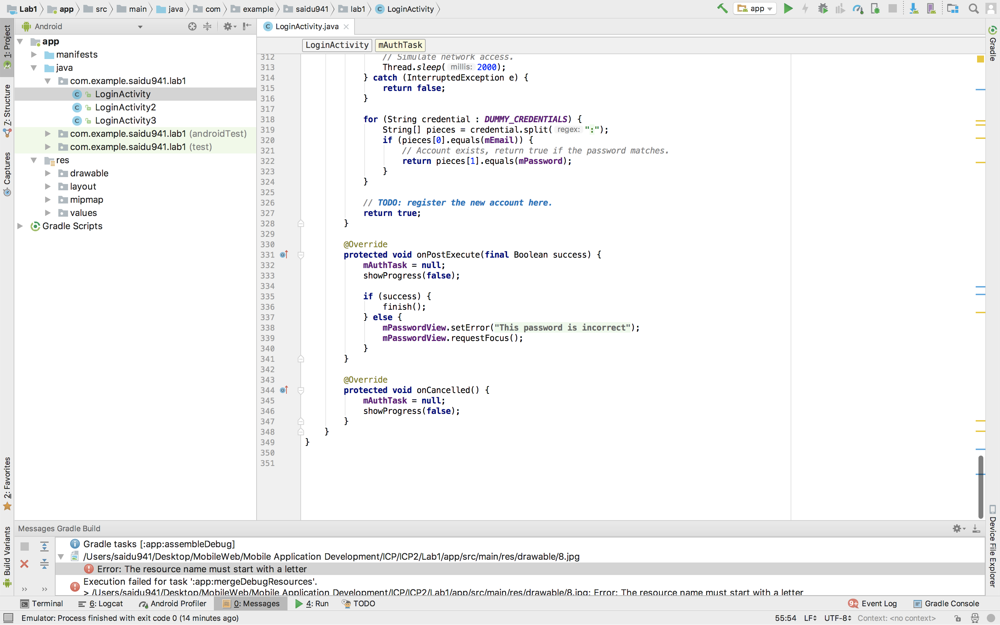 Lab1 app src main java com example saidu941 lab1 LoginActivity app
Android
LoginActivity.java
1: Project
7: Structure
Captures
2: Favorites
Build Variants
app
manifests
java
com.example.saidu941.lab1
LoginActivity
LoginActivity2
LoginActivity3
com.example.saidu941.lab1 (androidTest)
com.example.saidu941.lab1 (test)
res
drawable
layout
mipmap
values
Gradle Scripts
LoginActivity mAuthTask
312 // Simulate network access.
313 Thread.sleep( millis: 2000);
314 } catch (InterruptedException e) {
315 return false;
316 }
317
318 for (String credential : DUMMY_CREDENTIALS) {
319 String[] pieces = credential.split( regex: ":");
320 if (pieces[0].equals(mEmail)) {
321 // Account exists, return true if the password matches.
322 return pieces[1].equals(mPassword);
323 }
324 }
325
326 // TODO: register the new account here.
327 return true;
328 }
329
330 @Override
331 protected void onPostExecute(final Boolean success) {
332 mAuthTask = null;
333 showProgress(false);
334
335 if (success) {
336 finish();
337 } else {
338 mPasswordView.setError("This password is incorrect");
339 mPasswordView.requestFocus();
340 }
341 }
342
343 @Override
344 protected void onCancelled() {
345 mAuthTask = null;
346 showProgress(false);
347 }
348 }
349 }
350
351
Gradle
Device File Explorer
Messages Gradle Build
Gradle tasks [:app:assembleDebug]
/Users/saidu941/Desktop/MobileWeb/Mobile Application Development/ICP/ICP2/Lab1/app/src/main/res/drawable/8.jpg
Error: The resource name must start with a letter
Execution failed for task ':app:mergeDebugResources'.
> /Users/saidu941/Desktop/MobileWeb/Mobile Application Development/ICP/ICP2/Lab1/app/src/main/res/drawable/8.jpg: Error: The resource name must start with a letter
Terminal 6: Logcat Android Profiler 0: Messages 4: Run TODO 9+ Event Log Gradle Console
Emulator: Process finished with exit code 0 (14 minutes ago) 55:54 LF UTF-8 Context: <no context>